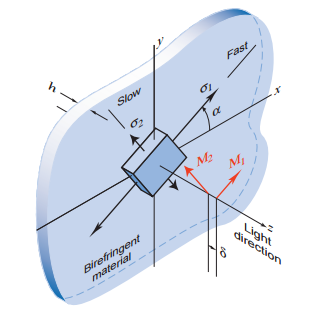 y
Fast
h
Slow
σ1
x
σ2
α
M2
M1
z
Light
direction
Birefringent
material
δ